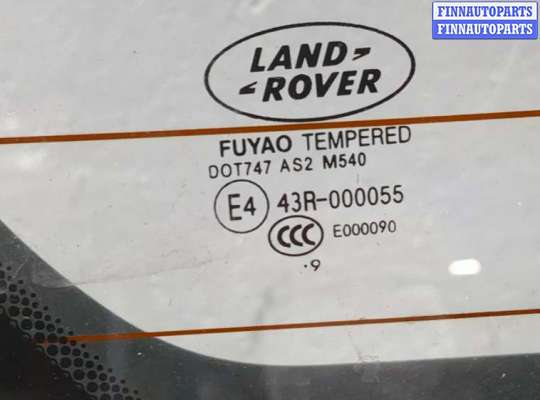 FINNAUTOPARTS
FINNAUTOPARTS
LAND
ROVER
FUYAO TEMPERED
DOT747 AS2 M540
E4 43R-000055
CCC E000090
.9